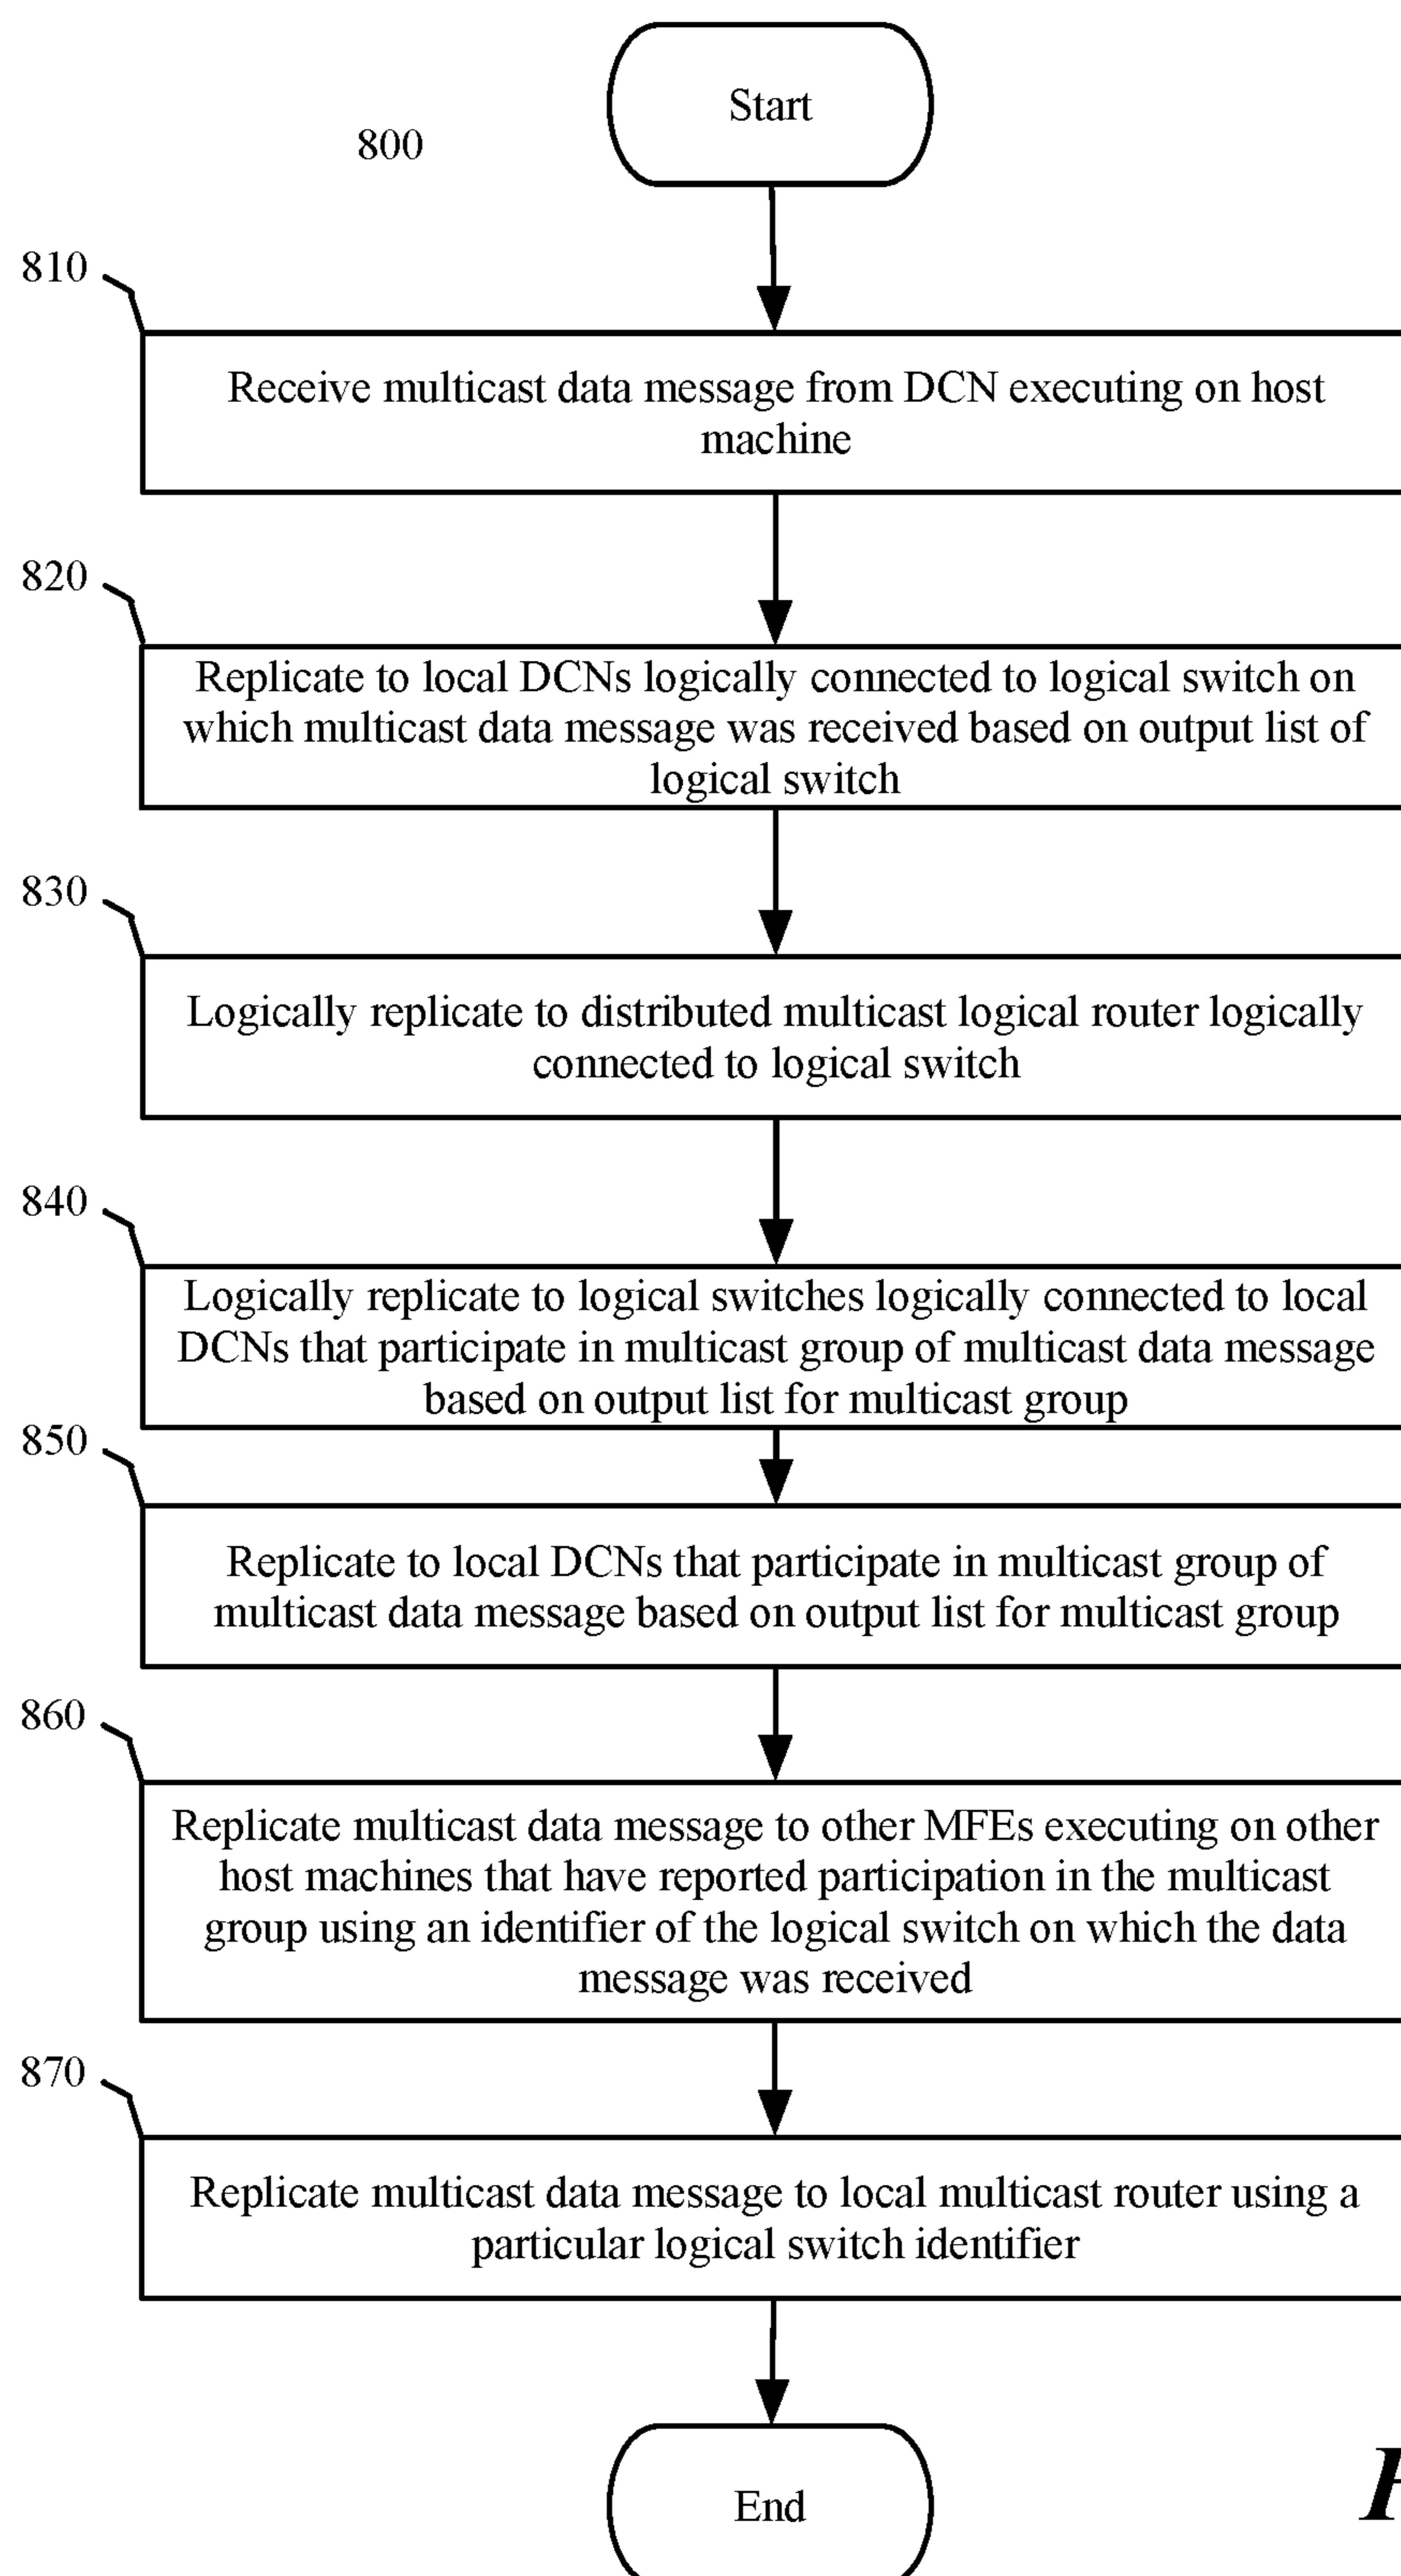 Start
800
810
Receive multicast data message from DCN executing on host
machine
820
Replicate to local DCNs logically connected to logical switch on
which multicast data message was received based on output list of
logical switch
830
Logically replicate to distributed multicast logical router logically
connected to logical switch
840
Logically replicate to logical switches logically connected to local
DCNs that participate in multicast group of multicast data message
based on output list for multicast group
850
Replicate to local DCNs that participate in multicast group of
multicast data message based on output list for multicast group
860
Replicate multicast data message to other MFEs executing on other
host machines that have reported participation in the multicast
group using an identifier of the logical switch on which the data
message was received
870
Replicate multicast data message to local multicast router using a
particular logical switch identifier
End